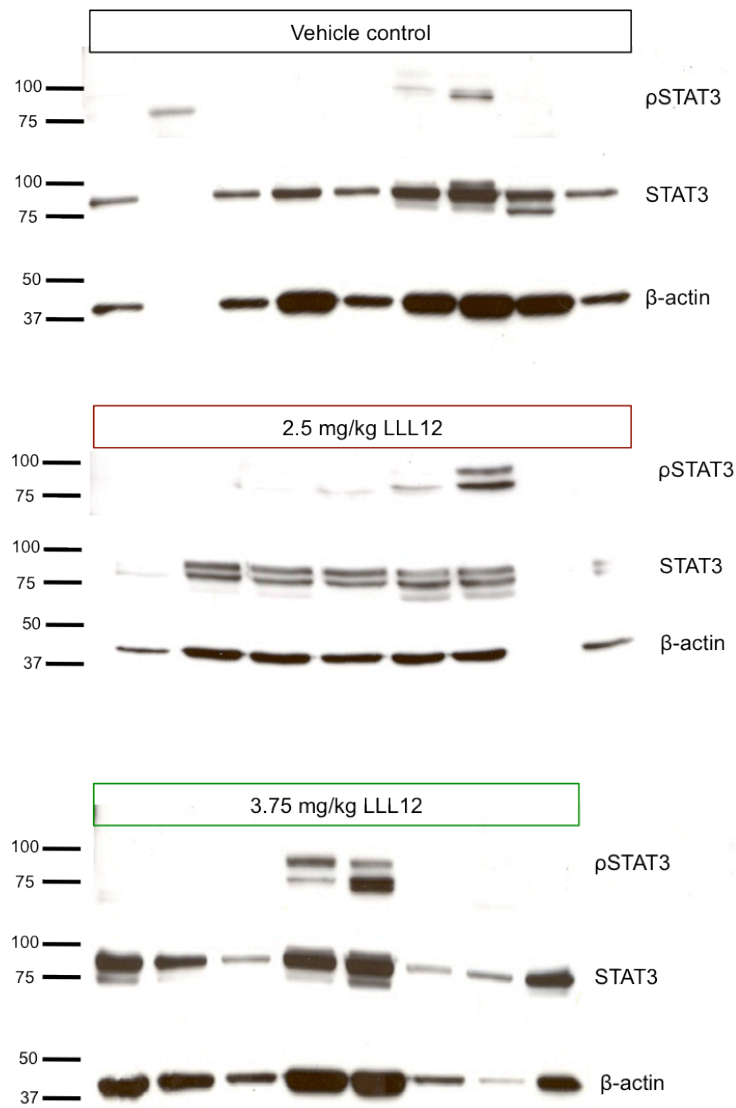 Vehicle control
100
75
ρSTAT3
100
75
STAT3
50
37
β-actin
2.5 mg/kg LLL12
100
75
ρSTAT3
100
75
STAT3
50
37
β-actin
3.75 mg/kg LLL12
100
75
ρSTAT3
100
75
STAT3
50
37
β-actin